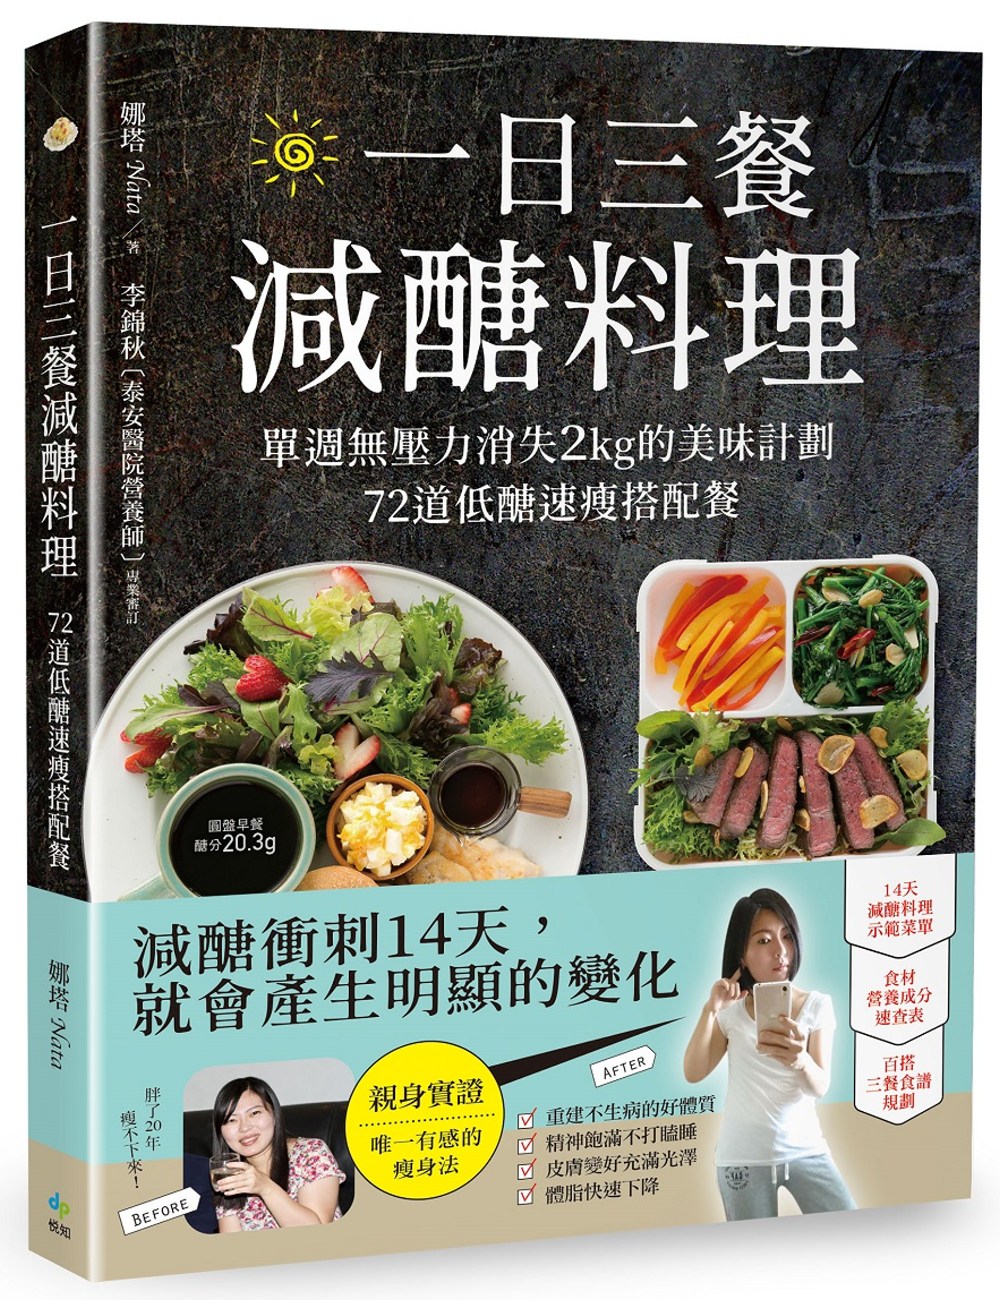 一日三餐
減醣料理
單週無壓力消失2kg的美味計劃
72道低醣速瘦搭配餐
娜塔 Nata／著
李錦秋〔泰安醫院營養師〕專業審訂
圓盤早餐
醣分20.3g
減醣衝刺14天，
就會產生明顯的變化
胖了20年
瘦不下來！
BEFORE
親身實證
唯一有感的
瘦身法
AFTER
重建不生病的好體質
精神飽滿不打瞌睡
皮膚變好充滿光澤
體脂快速下降
14天
減醣料理
示範菜單
食材
營養成分
速查表
百搭
三餐食譜
規劃
一日三餐減醣料理
72道低醣速瘦搭配餐
娜塔 Nata
dp
悦知